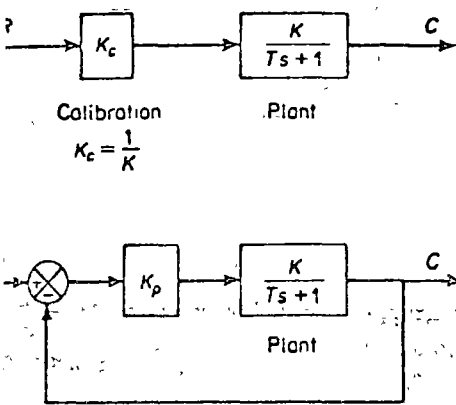 K_c
K
C
Ts + 1
Calibration
Plant
K_c = 1/K
K_p
K
C
Ts + 1
+
−
Plant